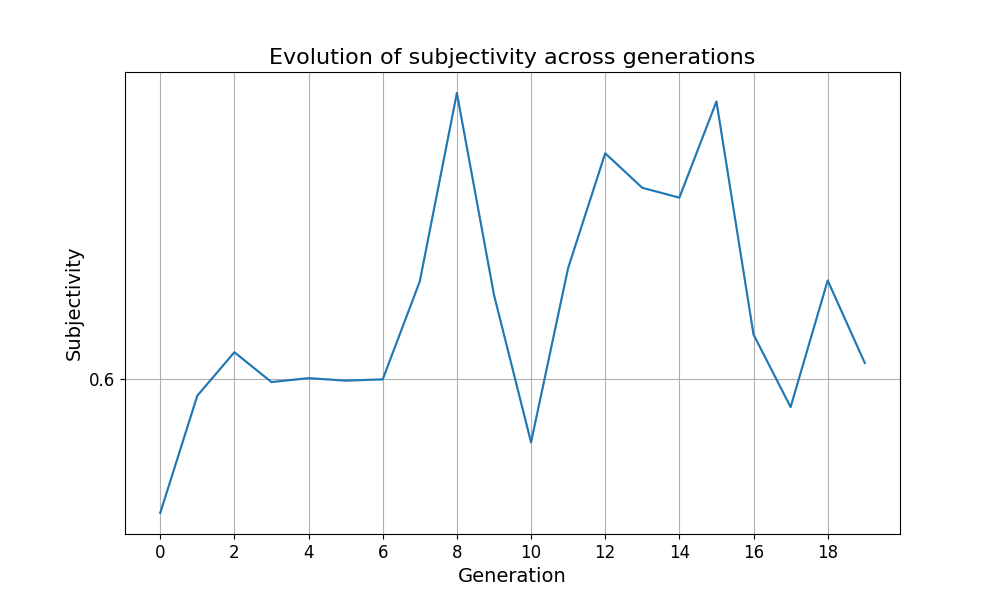 Evolution of subjectivity across generations
Subjectivity
0.6
0 2 4 6 8 10 12 14 16 18
Generation